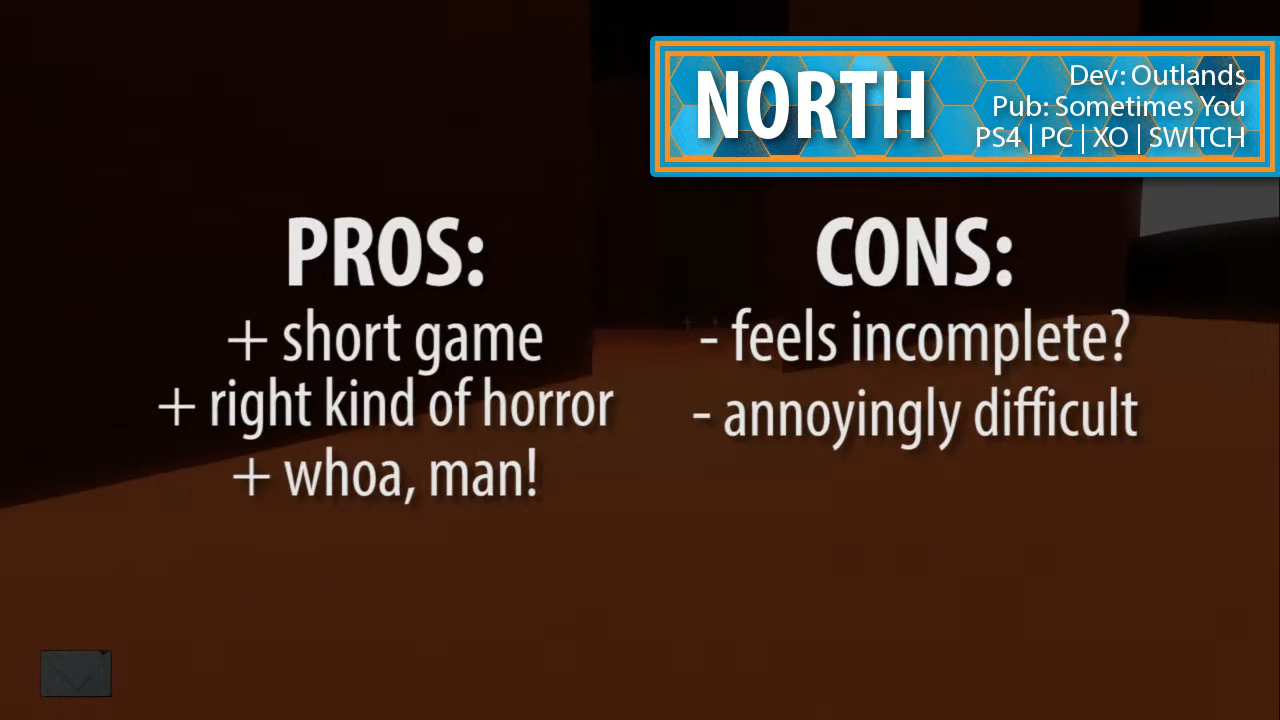 NORTH
Dev: Outlands
Pub: Sometimes You
PS4 | PC | XO | SWITCH
PROS:
+ short game
+ right kind of horror
+ whoa, man!
CONS:
- feels incomplete?
- annoyingly difficult